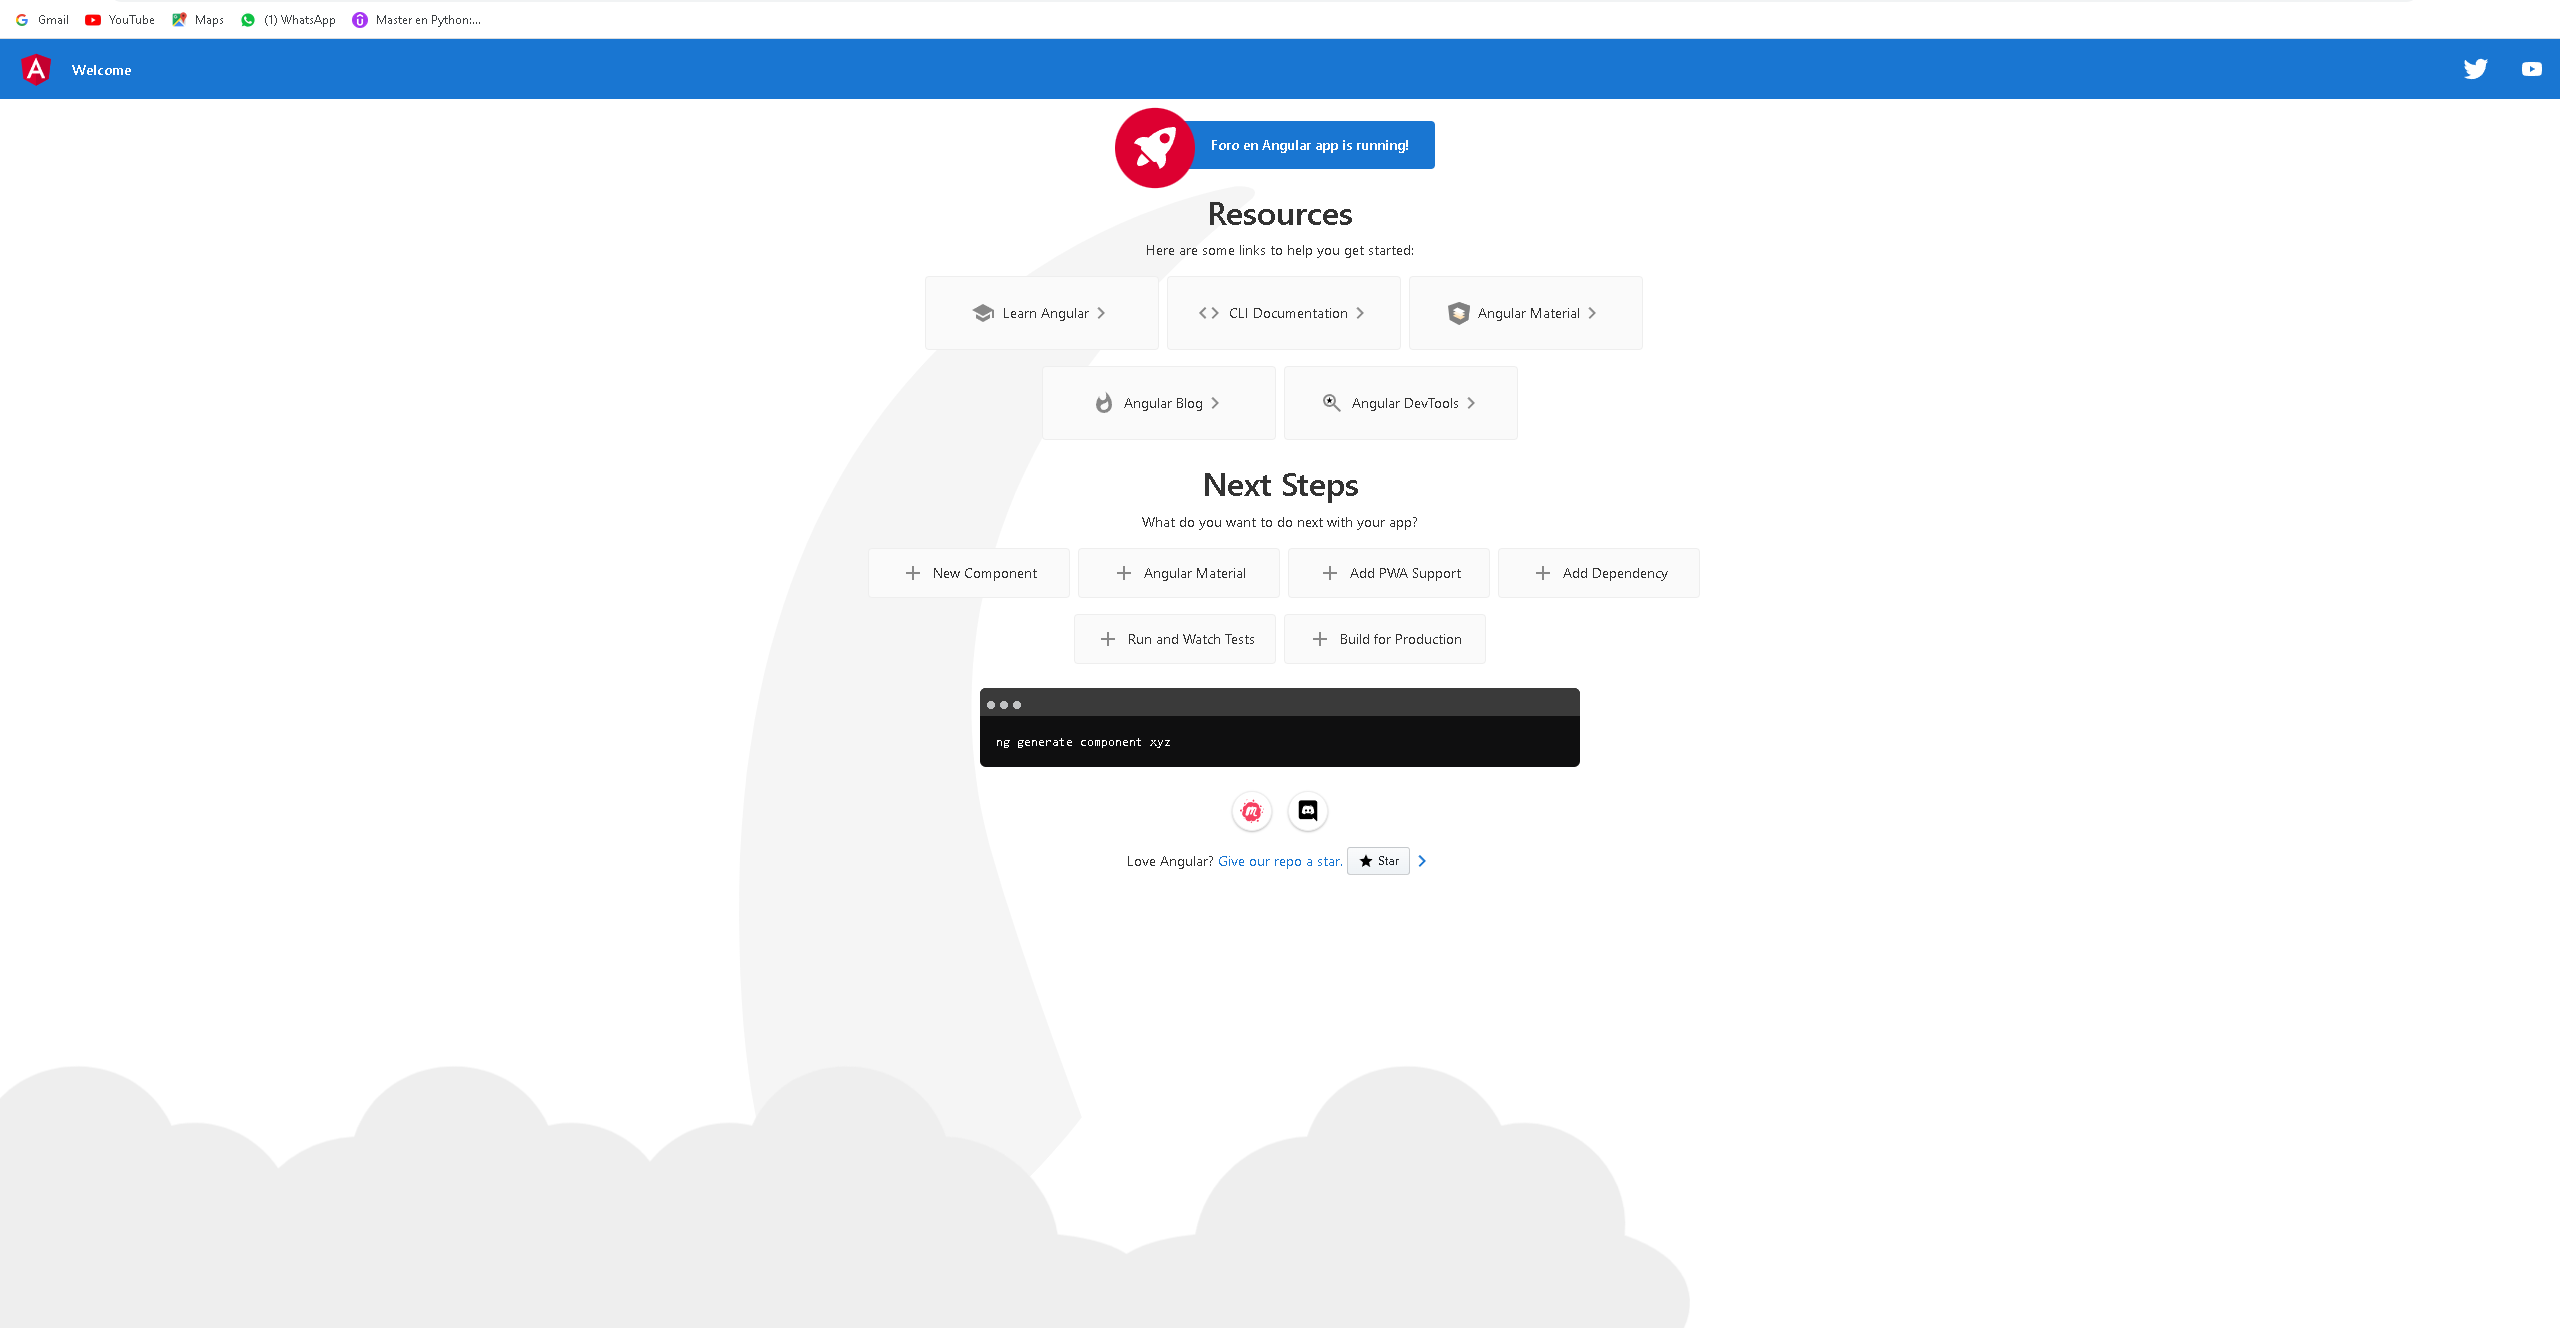 Gmail YouTube Maps (1) WhatsApp Master en Python:...
Welcome
Foro en Angular app is running!
Resources
Here are some links to help you get started:
Learn Angular CLI Documentation Angular Material
Angular Blog Angular DevTools
Next Steps
What do you want to do next with your app?
New Component Angular Material Add PWA Support Add Dependency
Run and Watch Tests Build for Production
ng generate component xyz
Love Angular? Give our repo a star. Star